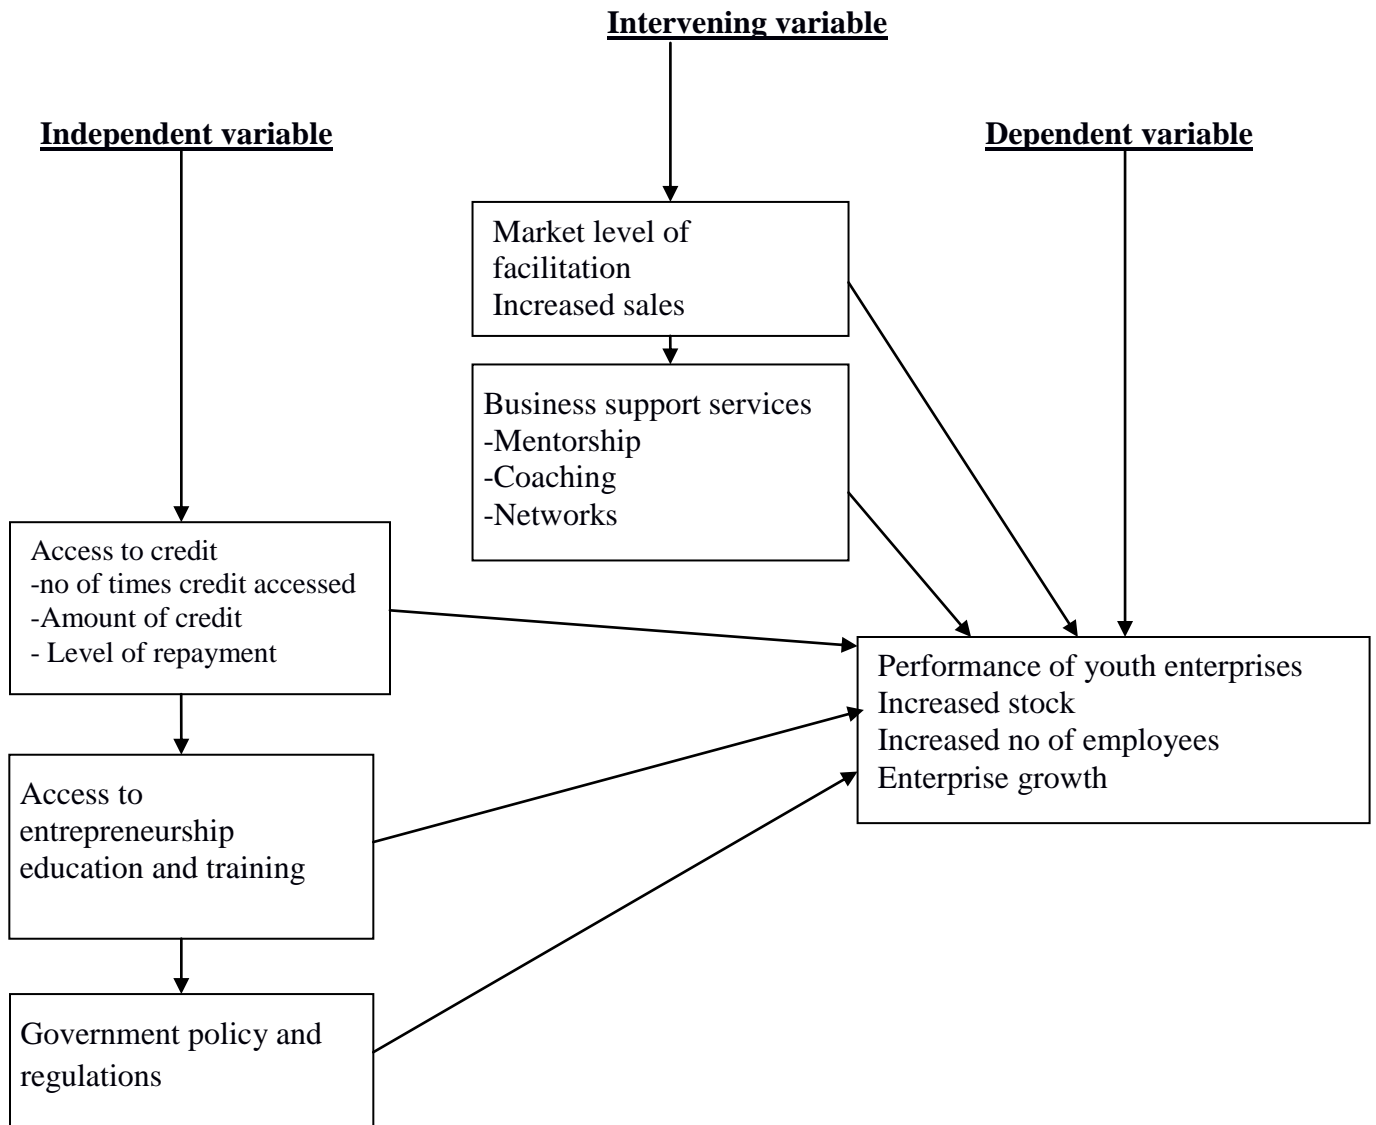 Intervening variable
Independent variable
Dependent variable
Market level of
facilitation
Increased sales
Business support services
-Mentorship
-Coaching
-Networks
Access to credit
-no of times credit accessed
-Amount of credit
- Level of repayment
Performance of youth enterprises
Increased stock
Increased no of employees
Enterprise growth
Access to
entrepreneurship
education and training
Government policy and
regulations